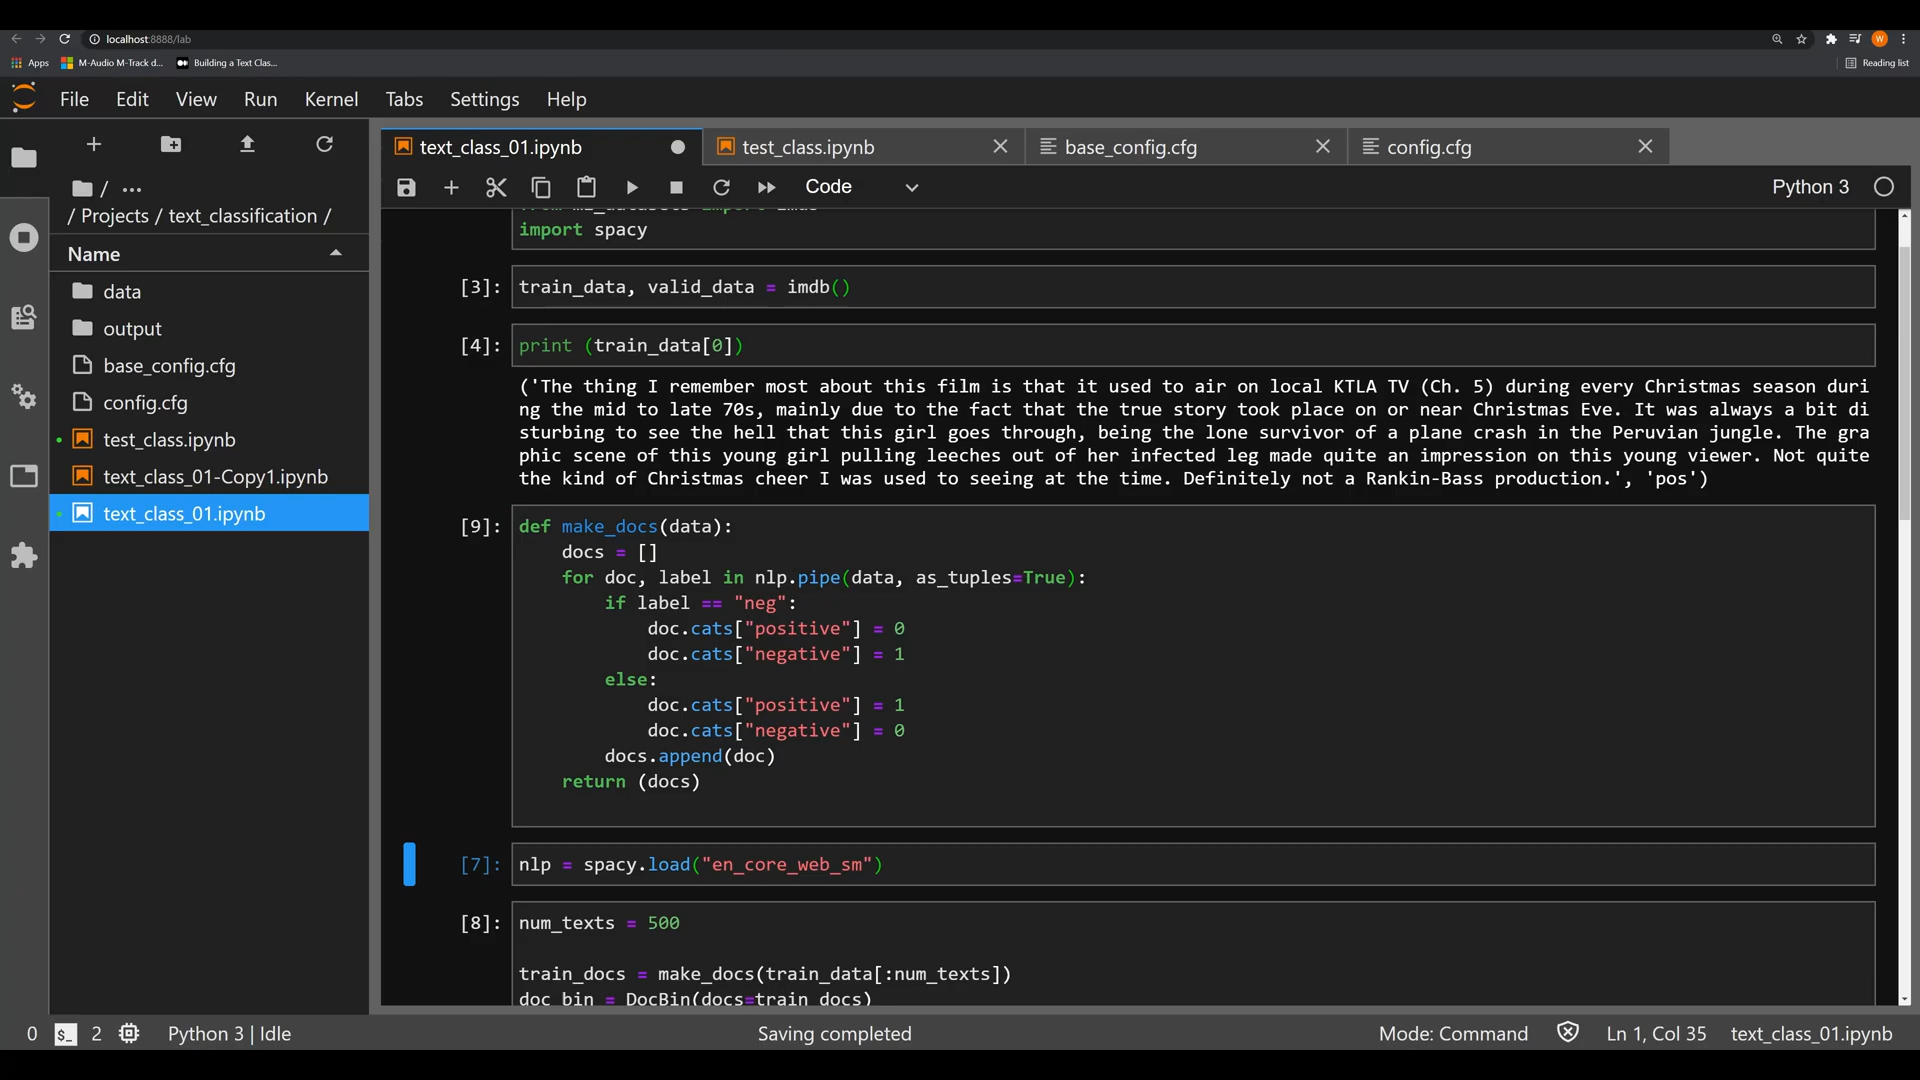 localhost:8888/lab
Apps
M-Audio M-Track d...
Building a Text Clas...
Reading list
File
Edit
View
Run
Kernel
Tabs
Settings
Help
text_class_01.ipynb
test_class.ipynb
base_config.cfg
config.cfg
Code
Python 3
/ ...
/ Projects / text_classification /
Name
data
output
base_config.cfg
config.cfg
test_class.ipynb
text_class_01-Copy1.ipynb
text_class_01.ipynb
import spacy
[3]: train_data, valid_data = imdb()
[4]: print (train_data[0])
('The thing I remember most about this film is that it used to air on local KTLA TV (Ch. 5) during every Christmas season duri
ng the mid to late 70s, mainly due to the fact that the true story took place on or near Christmas Eve. It was always a bit di
sturbing to see the hell that this girl goes through, being the lone survivor of a plane crash in the Peruvian jungle. The gra
phic scene of this young girl pulling leeches out of her infected leg made quite an impression on this young viewer. Not quite
the kind of Christmas cheer I was used to seeing at the time. Definitely not a Rankin-Bass production.', 'pos')
[9]: def make_docs(data):
docs = []
for doc, label in nlp.pipe(data, as_tuples=True):
if label == "neg":
doc.cats["positive"] = 0
doc.cats["negative"] = 1
else:
doc.cats["positive"] = 1
doc.cats["negative"] = 0
docs.append(doc)
return (docs)
[7]: nlp = spacy.load("en_core_web_sm")
[8]: num_texts = 500
train_docs = make_docs(train_data[:num_texts])
doc_bin = DocBin(docs=train_docs)
0
$_
2
Python 3 | Idle
Saving completed
Mode: Command
Ln 1, Col 35
text_class_01.ipynb